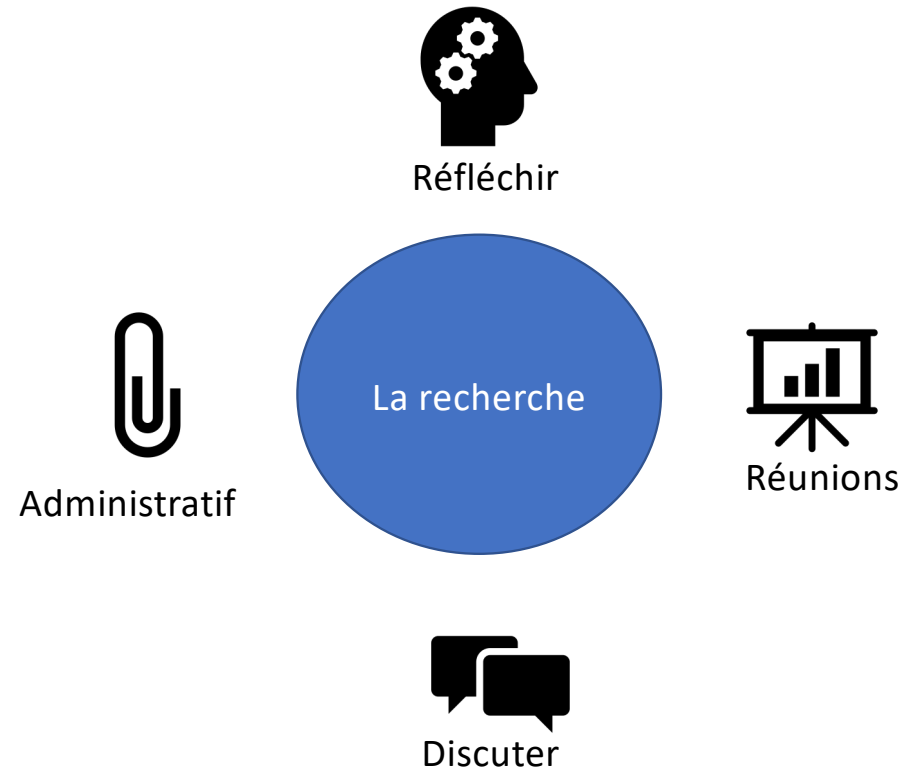 Réfléchir
La recherche
Réunions
Administratif
Discuter